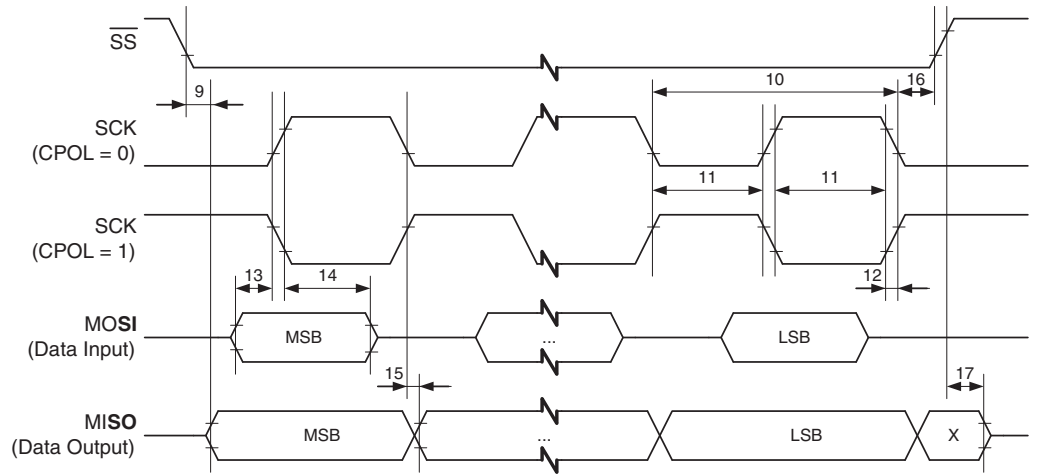 SS
10
16
9
SCK
(CPOL = 0)
11
11
SCK
(CPOL = 1)
13
14
12
MOSI
(Data Input)
MSB
...
LSB
15
17
MISO
(Data Output)
MSB
...
LSB
X